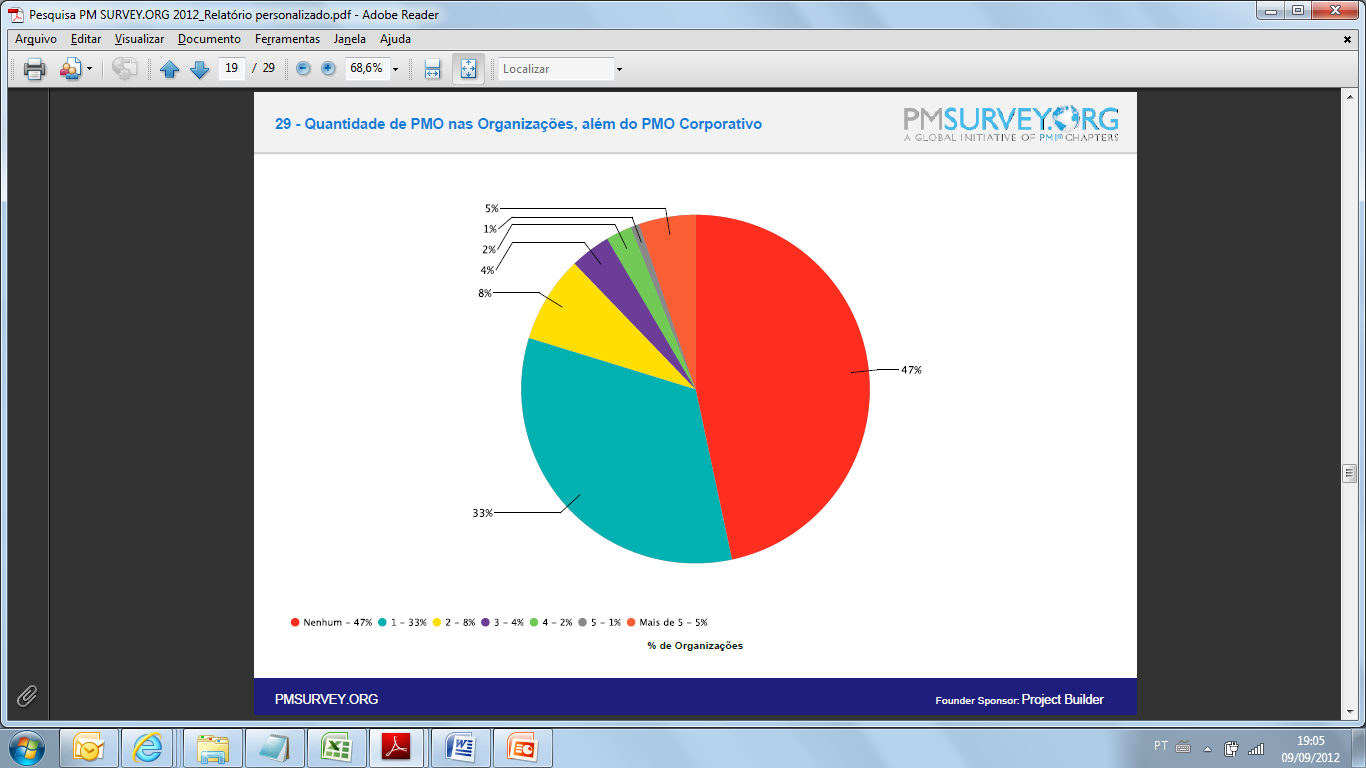 Pesquisa PM SURVEY.ORG 2012_Relatório personalizado.pdf - Adobe Reader
Arquivo Editar Visualizar Documento Ferramentas Janela Ajuda
19 / 29 68,6% Localizar
29 - Quantidade de PMO nas Organizações, além do PMO Corporativo
PMSURVEY.ORG
A GLOBAL INITIATIVE OF PMI® CHAPTERS
5%
1%
2%
4%
8%
47%
33%
Nenhum - 47% 1 - 33% 2 - 8% 3 - 4% 4 - 2% 5 - 1% Mais de 5 - 5%
% de Organizações
PMSURVEY.ORG Founder Sponsor: Project Builder
PT 19:05
09/09/2012